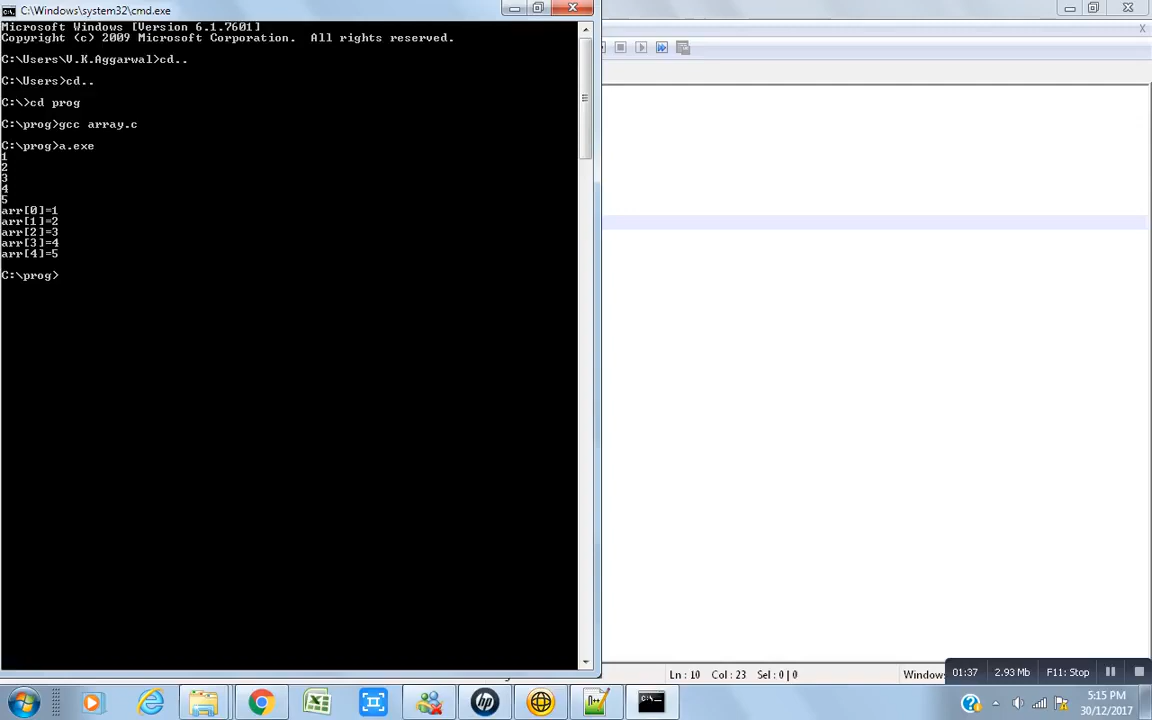 C:\Windows\system32\cmd.exe
Microsoft Windows [Version 6.1.7601]
Copyright (c) 2009 Microsoft Corporation.  All rights reserved.
C:\Users\V.K.Aggarwal>cd..
C:\Users>cd..
C:\>cd prog
C:\prog>gcc array.c
C:\prog>a.exe
1
2
3
4
5
arr[0]=1
arr[1]=2
arr[2]=3
arr[3]=4
arr[4]=5
C:\prog>
Ln : 10 Col : 23 Sel : 0 | 0
Window
01:37 2.93 Mb F11: Stop
hp
5:15 PM
30/12/2017